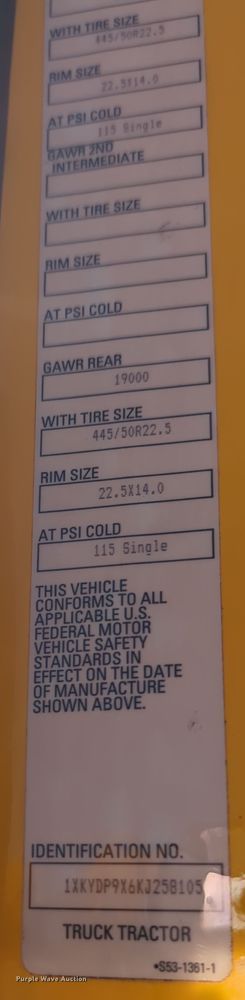 WITH TIRE SIZE
445/50R22.5
RIM SIZE
22.5X14.0
AT PSI COLD
115 Single
GAWR 2ND
INTERMEDIATE
WITH TIRE SIZE
RIM SIZE
AT PSI COLD
GAWR REAR
19000
WITH TIRE SIZE
445/50R22.5
RIM SIZE
22.5X14.0
AT PSI COLD
115 Single
THIS VEHICLE
CONFORMS TO ALL
APPLICABLE U.S.
FEDERAL MOTOR
VEHICLE SAFETY
STANDARDS IN
EFFECT ON THE DATE
OF MANUFACTURE
SHOWN ABOVE.
IDENTIFICATION NO.
1XKYDP9X6KJ258105
TRUCK TRACTOR
•S53-1361-1
Purple Wave Auction